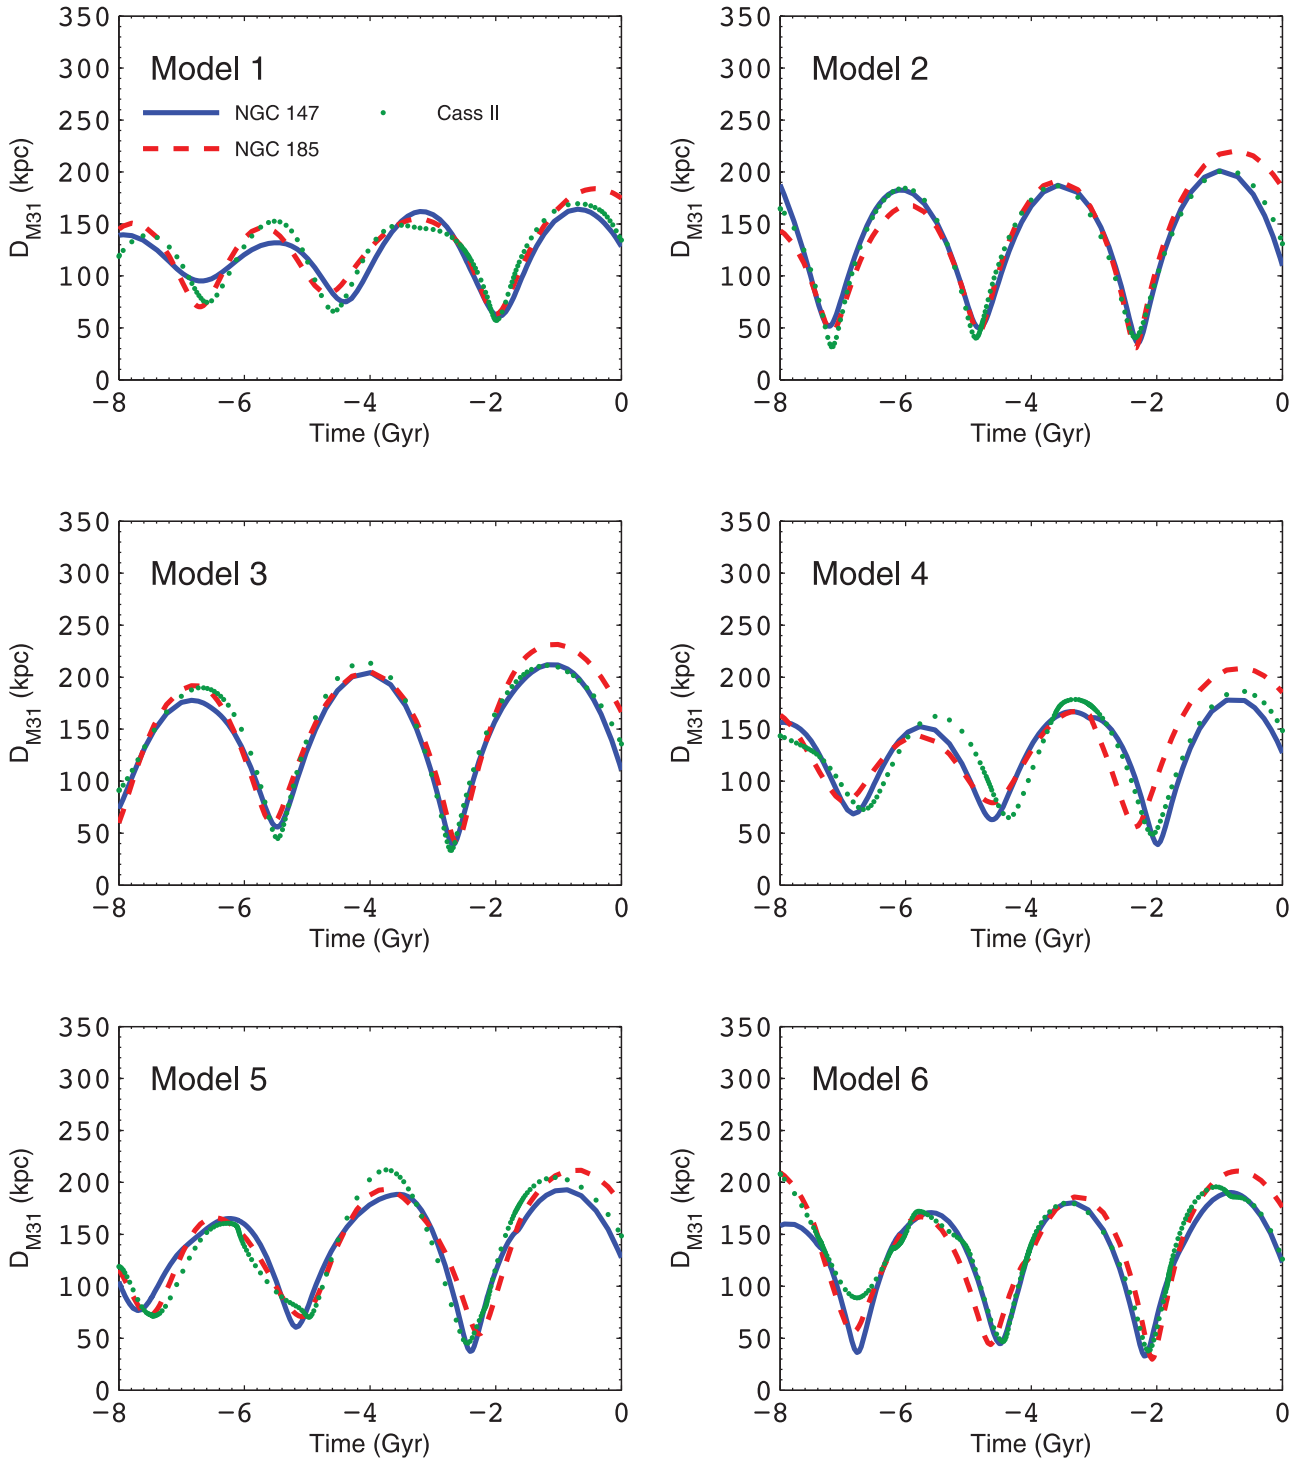 350
300
250
200
150
100
50
0
D_M31 (kpc)
Model 1
NGC 147
Cass II
NGC 185
−8 −6 −4 −2 0
Time (Gyr)
350
300
250
200
150
100
50
0
D_M31 (kpc)
Model 2
−8 −6 −4 −2 0
Time (Gyr)
350
300
250
200
150
100
50
0
D_M31 (kpc)
Model 3
−8 −6 −4 −2 0
Time (Gyr)
350
300
250
200
150
100
50
0
D_M31 (kpc)
Model 4
−8 −6 −4 −2 0
Time (Gyr)
350
300
250
200
150
100
50
0
D_M31 (kpc)
Model 5
−8 −6 −4 −2 0
Time (Gyr)
350
300
250
200
150
100
50
0
D_M31 (kpc)
Model 6
−8 −6 −4 −2 0
Time (Gyr)